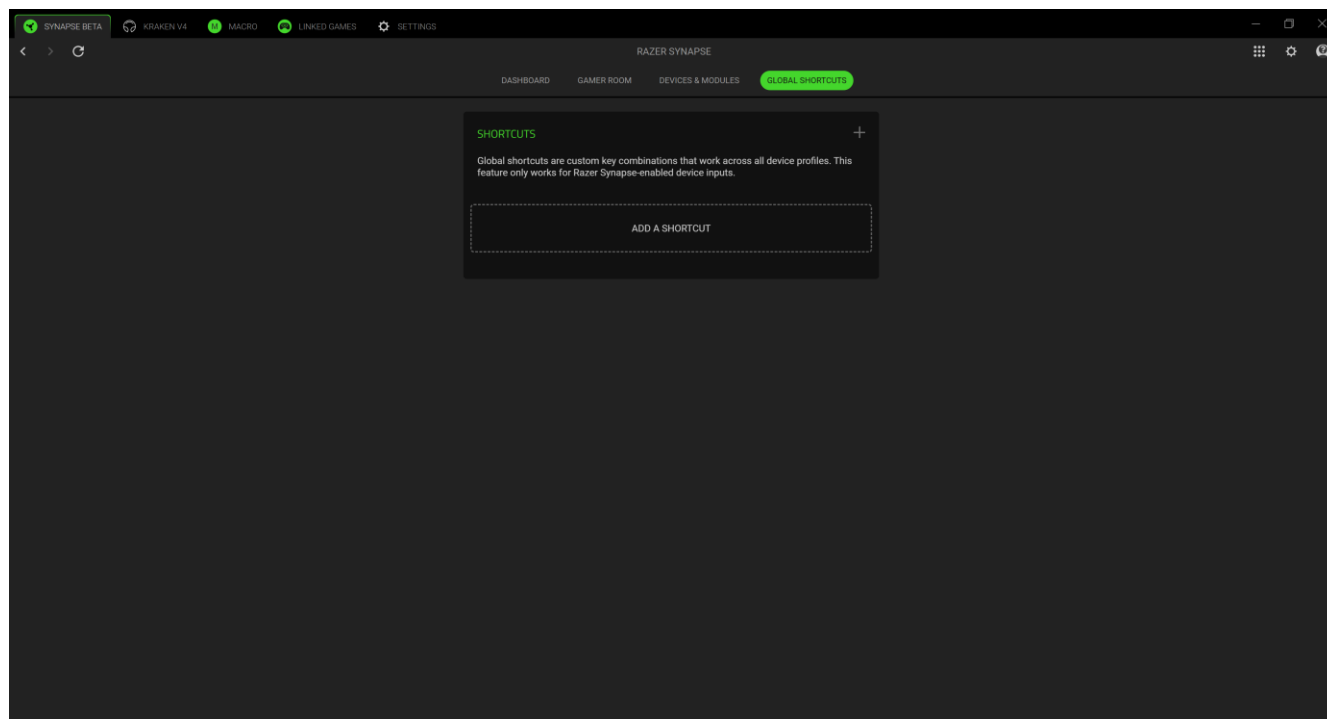 SYNAPSE BETA KRAKEN V4 M MACRO LINKED GAMES SETTINGS
RAZER SYNAPSE
DASHBOARD GAMER ROOM DEVICES & MODULES GLOBAL SHORTCUTS
SHORTCUTS
Global shortcuts are custom key combinations that work across all device profiles. This
feature only works for Razer Synapse-enabled device inputs.
ADD A SHORTCUT